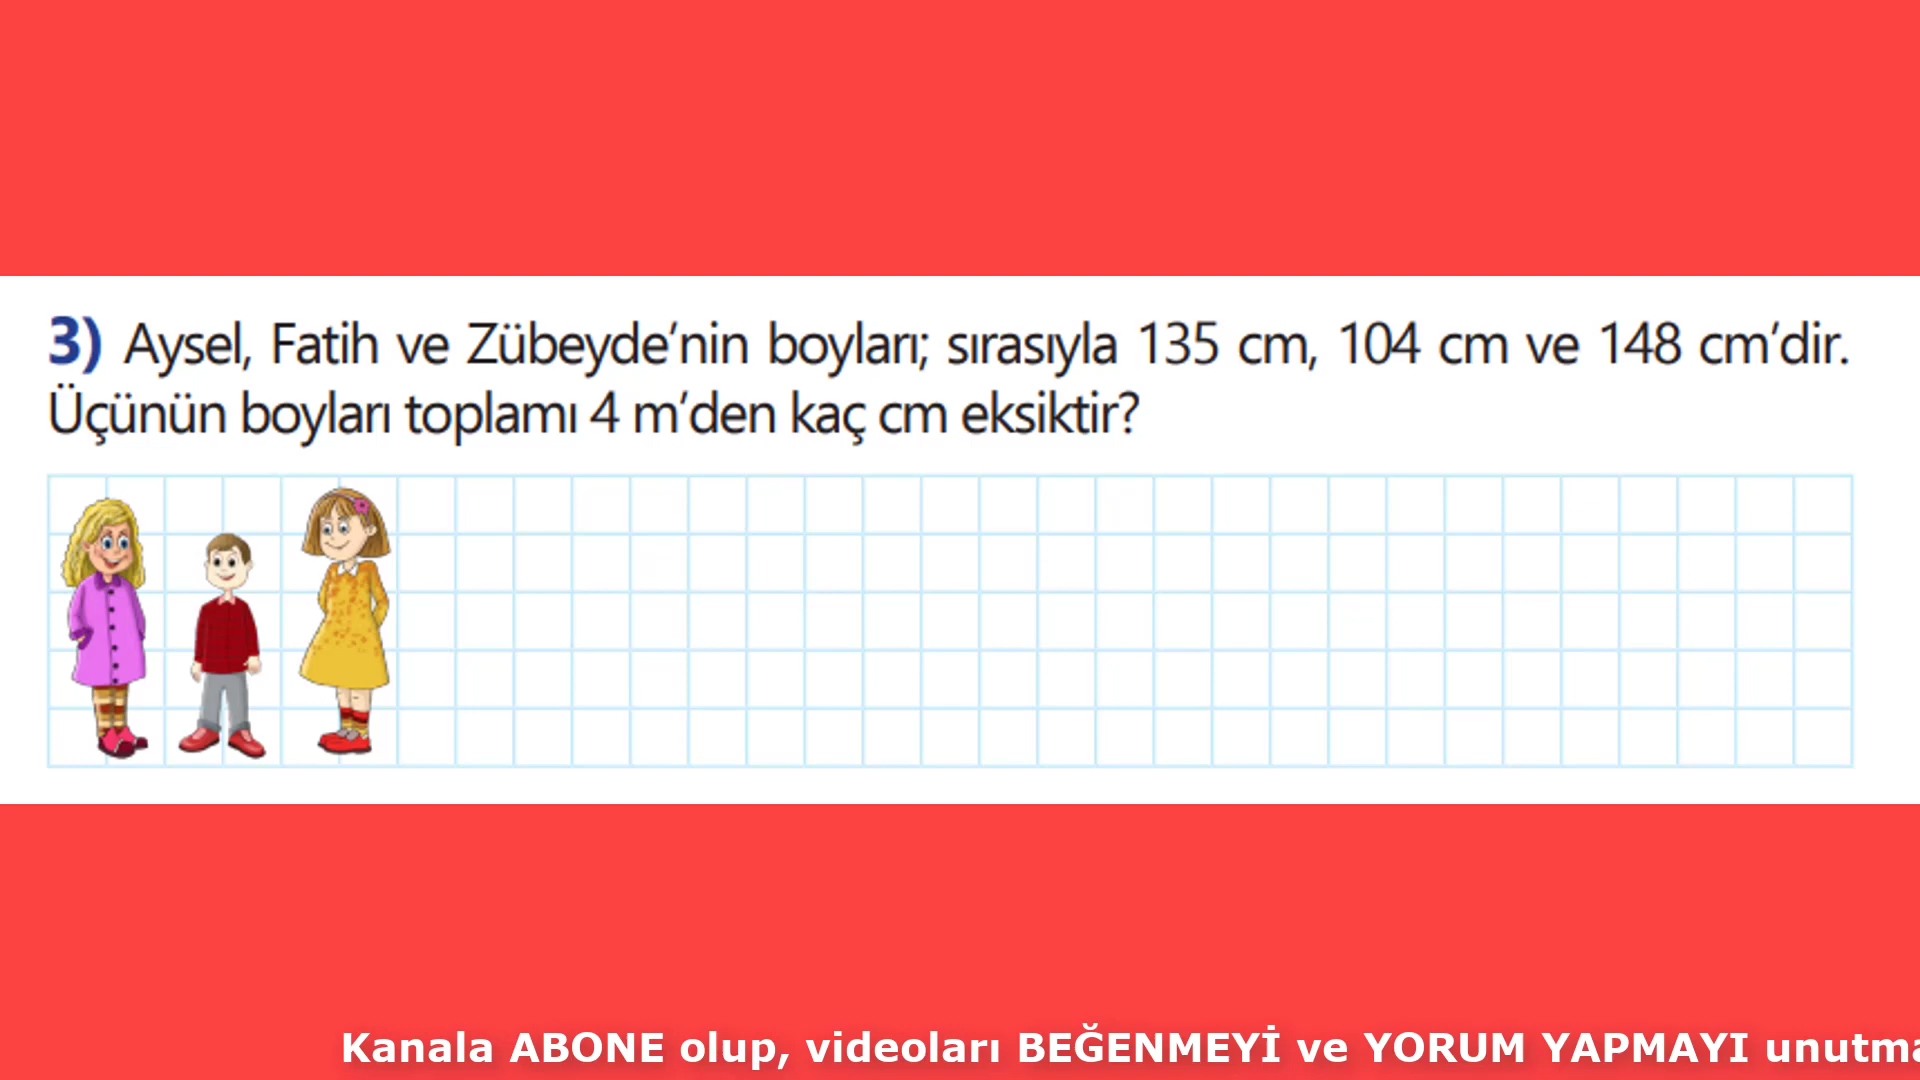 3) Aysel, Fatih ve Zübeyde’nin boyları; sırasıyla 135 cm, 104 cm ve 148 cm’dir.
Üçünün boyları toplamı 4 m’den kaç cm eksiktir?
Kanala ABONE olup, videoları BEĞENMEYİ ve YORUM YAPMAYI